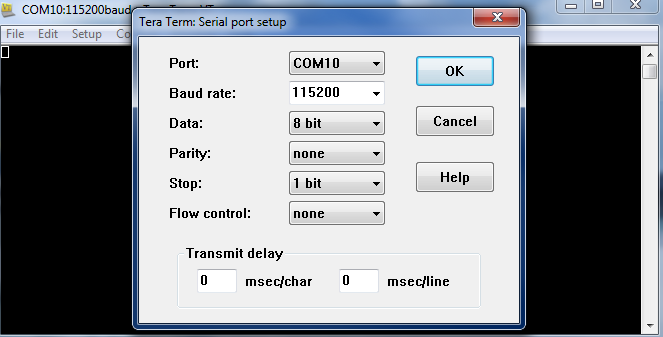 COM10:115200baud
Tera Term: Serial port setup
File Edit Setup Co
Port: COM10
OK
Baud rate: 115200
Data: 8 bit
Cancel
Parity: none
Stop: 1 bit
Help
Flow control: none
Transmit delay
0 msec/char 0 msec/line